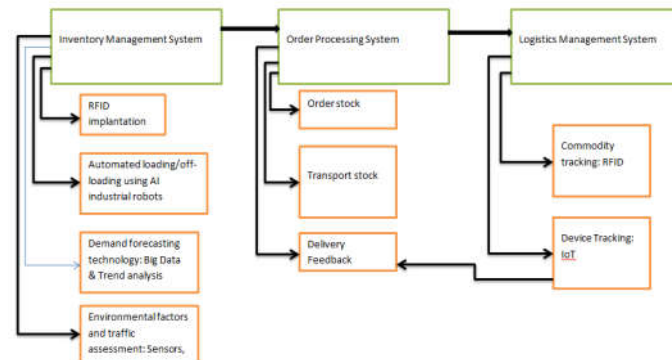 Inventory Management System
Order Processing System
Logistics Management System
RFID
implantation
Automated loading/off-
loading using AI
industrial robots
Demand forecasting
technology: Big Data
& Trend analysis
Environmental factors
and traffic
assessment: Sensors,
Order stock
Transport stock
Delivery
Feedback
Commodity
tracking: RFID
Device Tracking:
IoT